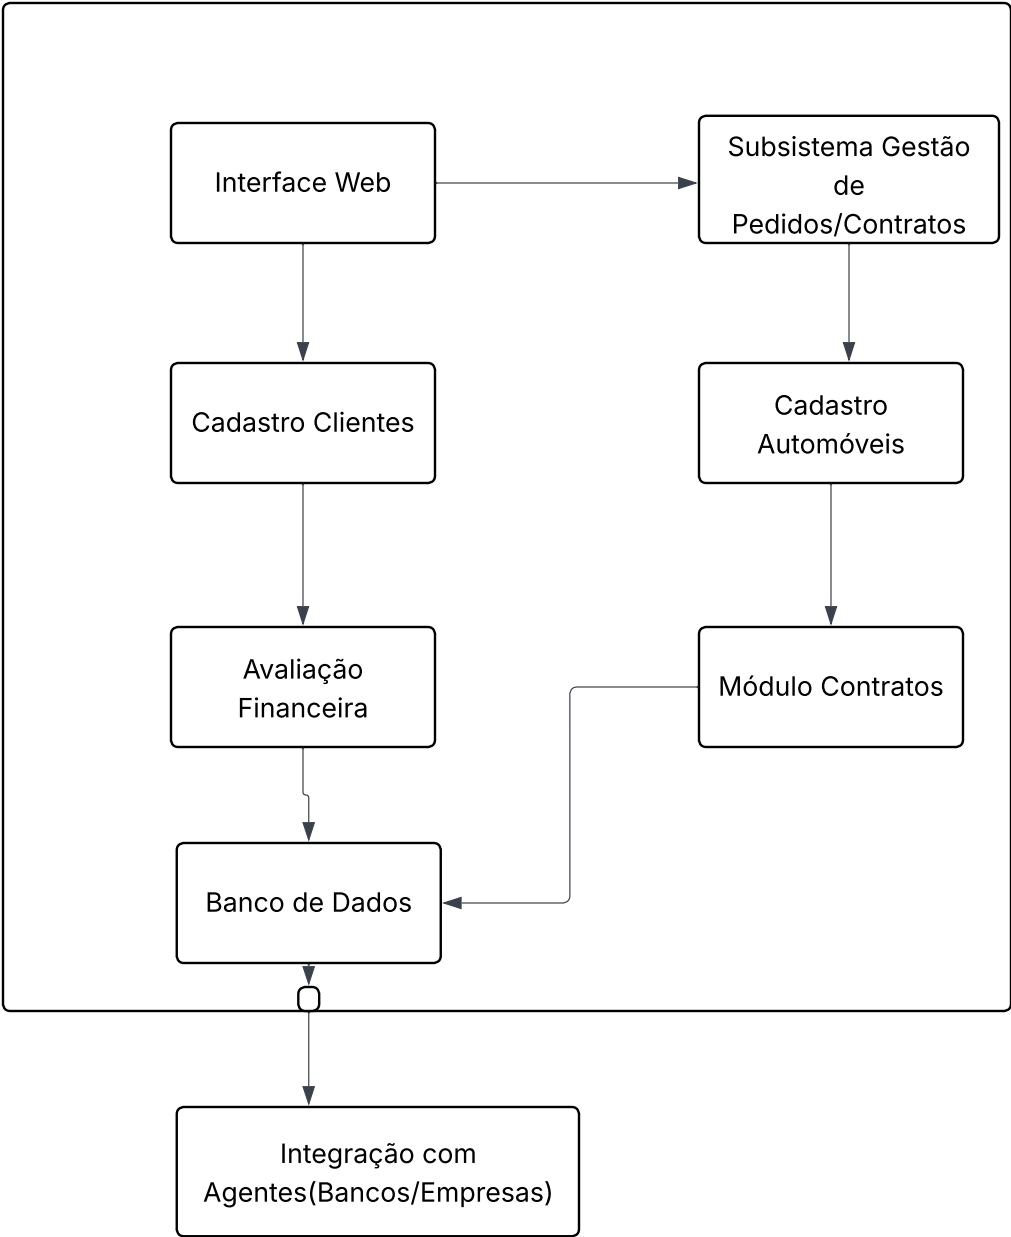 Interface Web
Subsistema Gestão
de
Pedidos/Contratos
Cadastro Clientes
Cadastro
Automóveis
Avaliação
Financeira
Módulo Contratos
Banco de Dados
Integração com
Agentes(Bancos/Empresas)